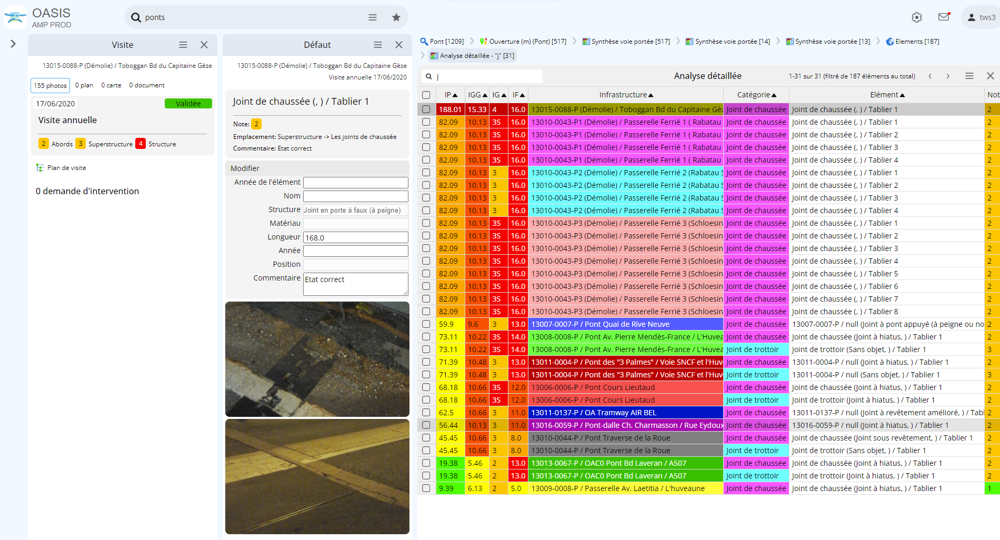 OASIS
AMP PROD
ponts
tws3
Visite
13015-0088-P (Démolie) / Toboggan Bd du Capitaine Gèze
155 photos 0 plan 0 carte 0 document
17/06/2020 Validée
Visite annuelle
2 Abords 3 Superstructure 4 Structure
Plan de visite
0 demande d'intervention
Défaut
13015-0088-P (Démolie) / Toboggan Bd du Capitaine Gèze
Visite annuelle 17/06/2020
Joint de chaussée (, ) / Tablier 1
Note: 2
Emplacement: Superstructure -> Les joints de chaussée
Commentaire: Etat correct
Modifier
Année de l'élément
Nom
Structure Joint en porte à faux (à peigne)
Matériau
Longueur 168.0
Année
Position
Commentaire Etat correct
Pont [1209] Ouverture (m) (Pont) [517] Synthèse voie portée [517] Synthèse voie portée [14] Synthèse voie portée [13] Elements [187]
Analyse détaillée - "j" [31]
j Analyse détaillée 1-31 sur 31 (filtré de 187 éléments au total)
IP IGG IG IF Infrastructure Catégorie Elément Not
188.01 15.33 4 16.0 13015-0088-P (Démolie) / Toboggan Bd du Capitaine Gèz Joint de chaussée Joint de chaussée (, ) / Tablier 1 2
82.09 10.13 3S 16.0 13010-0043-P1 (Démolie) / Passerelle Ferrié 1 ( Rabatau Joint de chaussée Joint de chaussée (, ) / Tablier 1 2
82.09 10.13 3S 16.0 13010-0043-P1 (Démolie) / Passerelle Ferrié 1 ( Rabatau Joint de chaussée Joint de chaussée (, ) / Tablier 2 2
82.09 10.13 3S 16.0 13010-0043-P1 (Démolie) / Passerelle Ferrié 1 ( Rabatau Joint de chaussée Joint de chaussée (, ) / Tablier 3 2
82.09 10.13 3S 16.0 13010-0043-P1 (Démolie) / Passerelle Ferrié 1 ( Rabatau Joint de chaussée Joint de chaussée (, ) / Tablier 4 2
82.09 10.13 3 16.0 13010-0043-P2 (Démolie) / Passerelle Ferrié 2 (Rabatau S Joint de chaussée Joint de chaussée (, ) / Tablier 1 2
82.09 10.13 3 16.0 13010-0043-P2 (Démolie) / Passerelle Ferrié 2 (Rabatau S Joint de chaussée Joint de chaussée (, ) / Tablier 2 2
82.09 10.13 3 16.0 13010-0043-P2 (Démolie) / Passerelle Ferrié 2 (Rabatau S Joint de chaussée Joint de chaussée (, ) / Tablier 3 2
82.09 10.13 3 16.0 13010-0043-P2 (Démolie) / Passerelle Ferrié 2 (Rabatau S Joint de chaussée Joint de chaussée (, ) / Tablier 4 2
82.09 10.13 3S 16.0 13010-0043-P3 (Démolie) / Passerelle Ferrié 3 (Schloesin Joint de chaussée Joint de chaussée (, ) / Tablier 1 2
82.09 10.13 3S 16.0 13010-0043-P3 (Démolie) / Passerelle Ferrié 3 (Schloesin Joint de chaussée Joint de chaussée (, ) / Tablier 2 2
82.09 10.13 3S 16.0 13010-0043-P3 (Démolie) / Passerelle Ferrié 3 (Schloesin Joint de chaussée Joint de chaussée (, ) / Tablier 3 2
82.09 10.13 3S 16.0 13010-0043-P3 (Démolie) / Passerelle Ferrié 3 (Schloesin Joint de chaussée Joint de chaussée (, ) / Tablier 4 2
82.09 10.13 3S 16.0 13010-0043-P3 (Démolie) / Passerelle Ferrié 3 (Schloesin Joint de chaussée Joint de chaussée (, ) / Tablier 5 2
82.09 10.13 3S 16.0 13010-0043-P3 (Démolie) / Passerelle Ferrié 3 (Schloesin Joint de chaussée Joint de chaussée (, ) / Tablier 6 2
82.09 10.13 3S 16.0 13010-0043-P3 (Démolie) / Passerelle Ferrié 3 (Schloesin Joint de chaussée Joint de chaussée (, ) / Tablier 7 2
82.09 10.13 3S 16.0 13010-0043-P3 (Démolie) / Passerelle Ferrié 3 (Schloesin Joint de chaussée Joint de chaussée (, ) / Tablier 8 2
59.9 9.6 3 13.0 13007-0007-P / Pont Quai de Rive Neuve Joint de chaussée 13007-0007-P / null (Joint à pont appuyé (à peigne ou no 2
73.11 10.22 3S 14.0 13008-0008-P / Pont Av. Pierre Mendès-France / L'Huvea Joint de chaussée Joint de chaussée (Joint à hiatus, ) / Tablier 1 2
73.11 10.22 3S 14.0 13008-0008-P / Pont Av. Pierre Mendès-France / L'Huvea Joint de trottoir Joint de trottoir (Sans objet, ) / Tablier 1 3
71.39 10.48 3 13.0 13011-0004-P / Pont des "3 Palmes" / Voie SNCF et l'Huv Joint de chaussée 13011-0004-P / null (Joint à hiatus, ) / Tablier 1 2
71.39 10.48 3 13.0 13011-0004-P / Pont des "3 Palmes" / Voie SNCF et l'Huv Joint de trottoir 13011-0004-P / null (Sans objet, ) / Tablier 1 3
68.18 10.66 3S 12.0 13006-0006-P / Pont Cours Lieutaud Joint de chaussée Joint de chaussée (Joint à hiatus, ) / Tablier 1 2
68.18 10.66 3S 12.0 13006-0006-P / Pont Cours Lieutaud Joint de trottoir Joint de trottoir (Joint à hiatus, ) / Tablier 1 2
62.5 10.66 3 11.0 13011-0137-P / OA Tramway AIR BEL Joint de chaussée 13011-0137-P / null (Joint à revêtement amélioré, ) / Tabl 2
56.44 10.13 3 11.0 13016-0059-P / Pont-dalle Ch. Charmasson / Rue Eydoux Joint de chaussée 13016-0059-P / null (Joint à hiatus, ) / Tablier 1 2
45.45 10.66 3 8.0 13010-0044-P / Pont Traverse de la Roue Joint de chaussée Joint de chaussée (Joint sous revêtement, ) / Tablier 1 2
45.45 10.66 3 8.0 13010-0044-P / Pont Traverse de la Roue Joint de trottoir Joint de trottoir (Sans objet, ) / Tablier 1 2
19.38 5.46 2 13.0 13013-0067-P / OAC0 Pont Bd Laveran / A507 Joint de chaussée Joint de chaussée (Joint à hiatus, ) / Tablier 1 2
19.38 5.46 2 13.0 13013-0067-P / OAC0 Pont Bd Laveran / A507 Joint de trottoir Joint de trottoir (Joint à hiatus, ) / Tablier 1 2
9.39 6.13 2 5.0 13009-0008-P / Passerelle Av. Laetitia / L'huveaune Joint de chaussée Joint de chaussée (Joint à hiatus, ) / Tablier 1 1